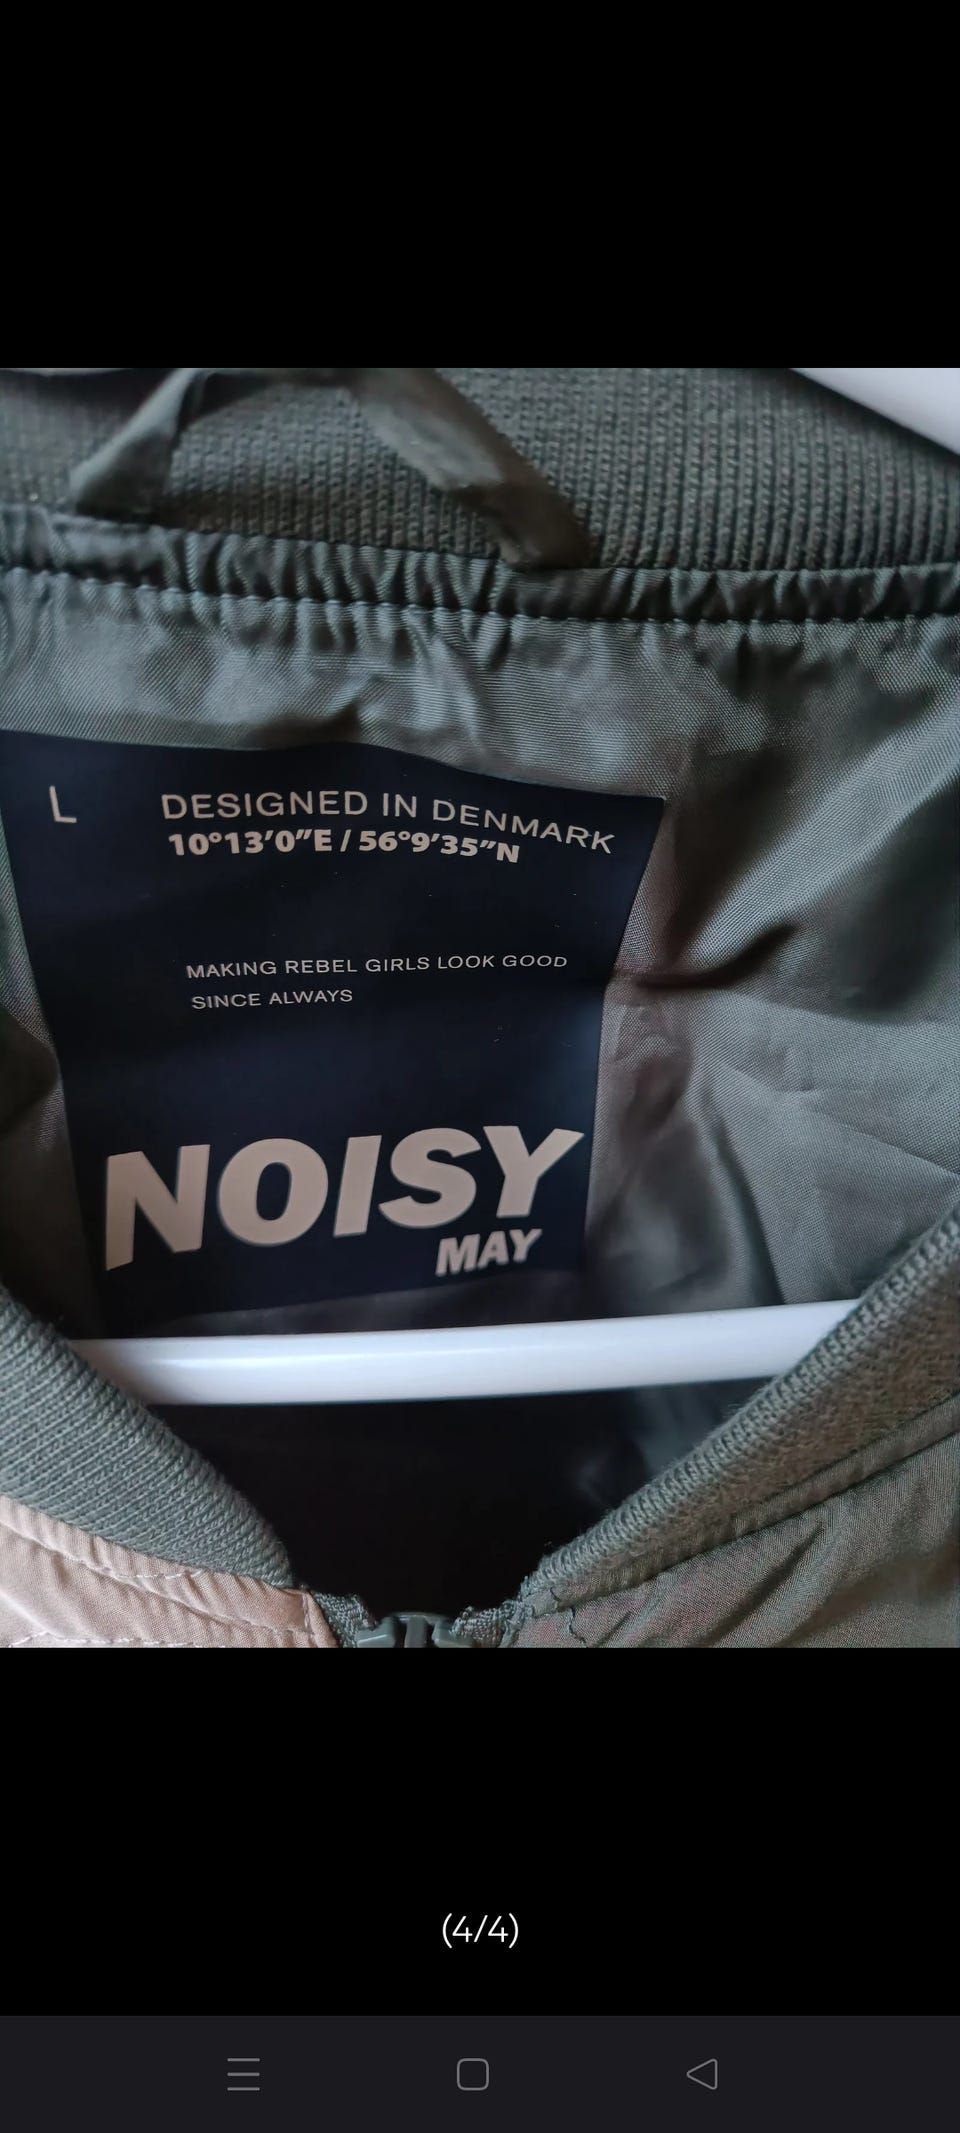 L
DESIGNED IN DENMARK
10°13'0"E / 56°9'35"N
MAKING REBEL GIRLS LOOK GOOD
SINCE ALWAYS
NOISY
MAY
(4/4)